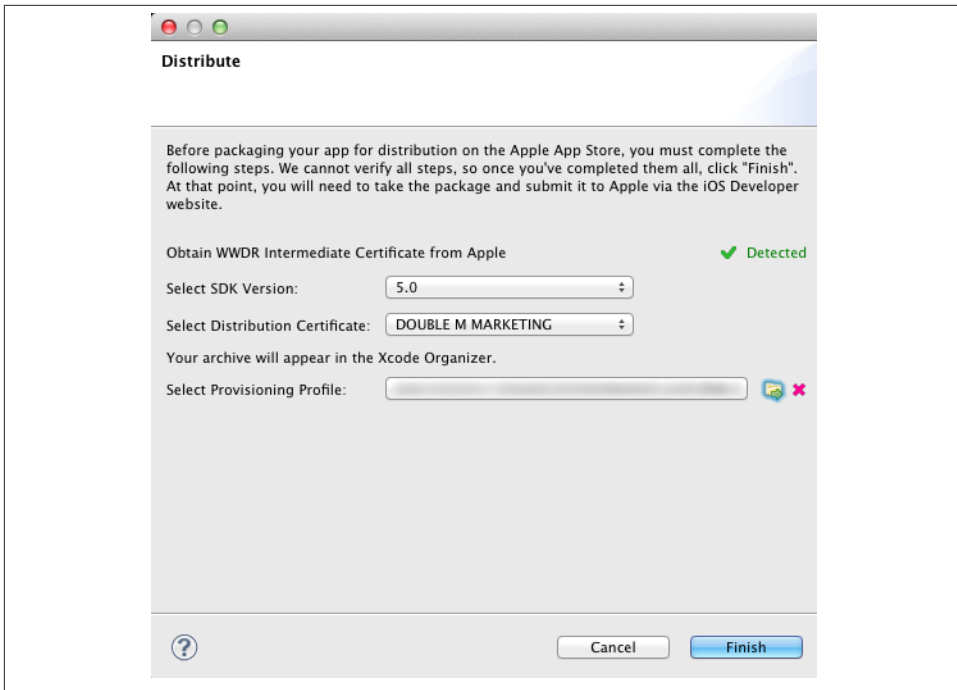 Distribute
Before packaging your app for distribution on the Apple App Store, you must complete the
following steps. We cannot verify all steps, so once you've completed them all, click "Finish".
At that point, you will need to take the package and submit it to Apple via the iOS Developer
website.
Obtain WWDR Intermediate Certificate from Apple Detected
Select SDK Version: 5.0
Select Distribution Certificate: DOUBLE M MARKETING
Your archive will appear in the Xcode Organizer.
Select Provisioning Profile:
? Cancel Finish